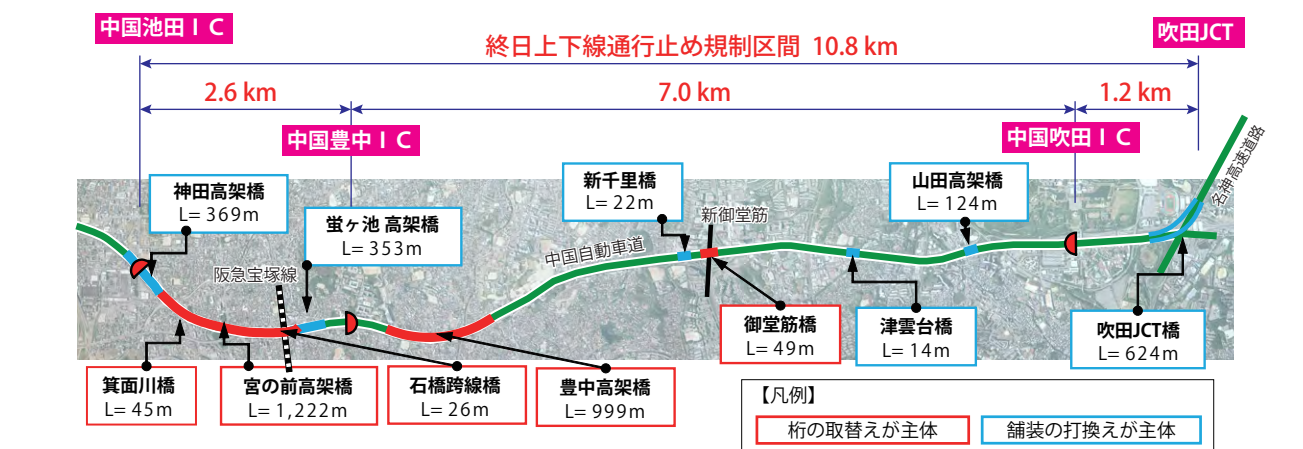 中国池田ＩＣ
吹田JCT
終日上下線通行止め規制区間 10.8 km
2.6 km
7.0 km
1.2 km
中国豊中ＩＣ
中国吹田ＩＣ
神田高架橋
L= 369m
蛍ヶ池 高架橋
L= 353m
新千里橋
L= 22m
山田高架橋
L= 124m
新御堂筋
名神高速道路
中国自動車道
阪急宝塚線
箕面川橋
L= 45m
宮の前高架橋
L= 1,222m
石橋跨線橋
L= 26m
豊中高架橋
L= 999m
御堂筋橋
L= 49m
津雲台橋
L= 14m
吹田JCT橋
L= 624m
【凡例】
桁の取替えが主体
舗装の打換えが主体